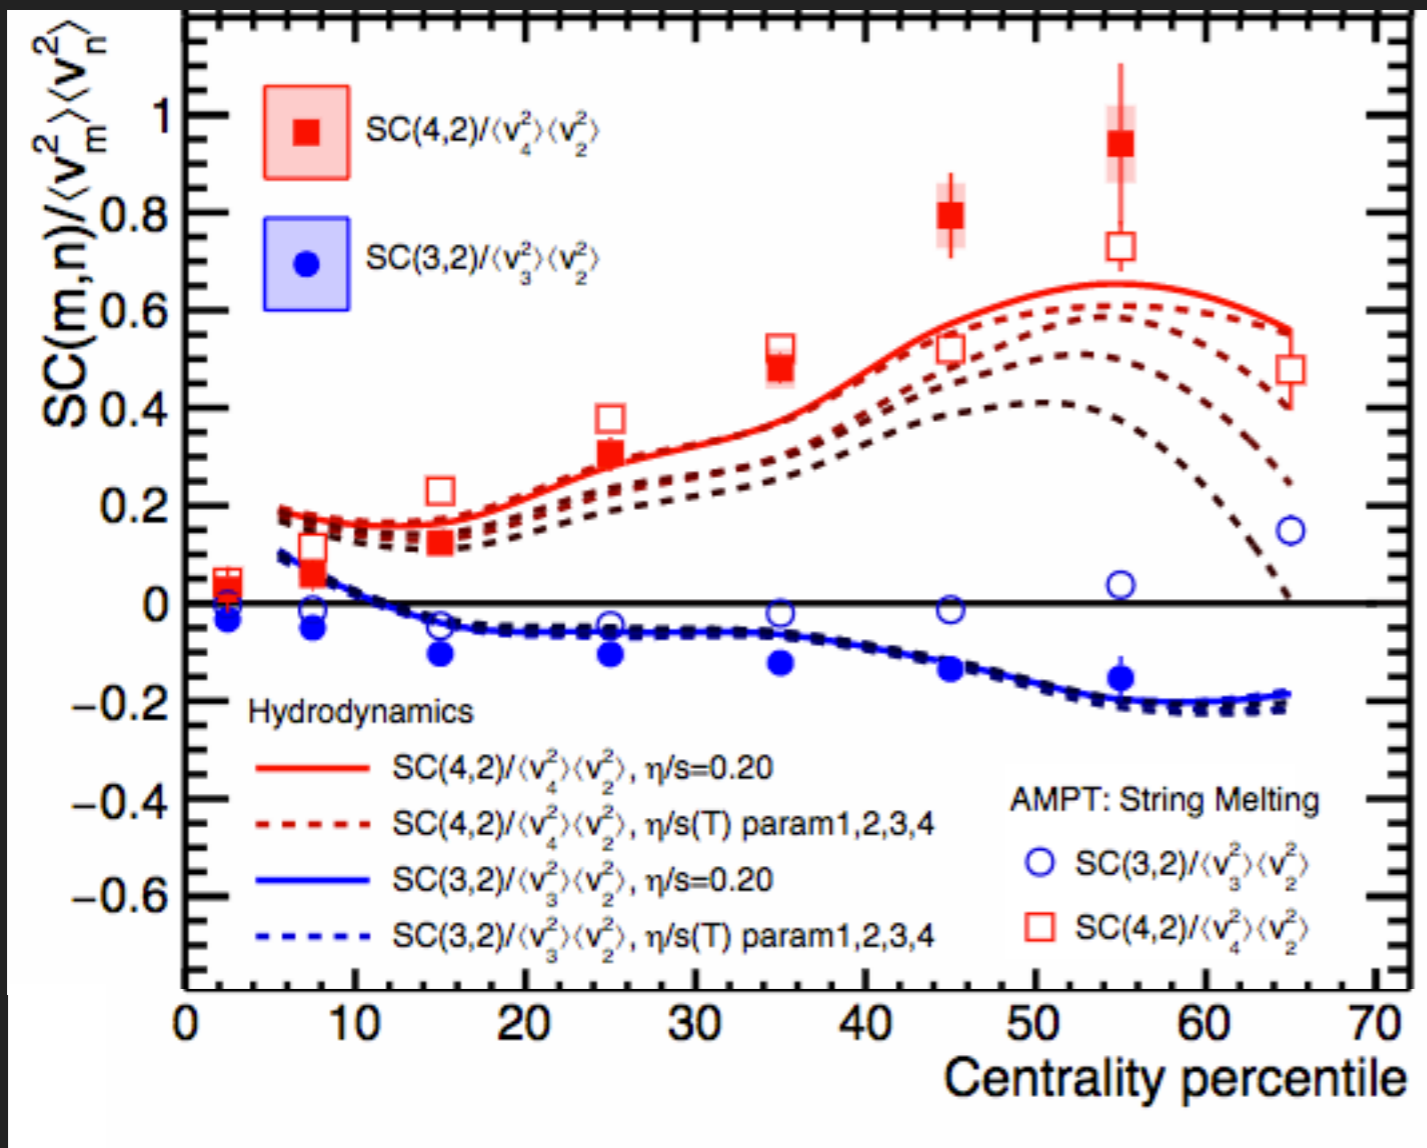 SC(m,n)/⟨v²ₘ⟩⟨v²ₙ⟩
1
0.8
0.6
0.4
0.2
0
−0.2
−0.4
−0.6
SC(4,2)/⟨v²₄⟩⟨v²₂⟩
SC(3,2)/⟨v²₃⟩⟨v²₂⟩
Hydrodynamics
SC(4,2)/⟨v²₄⟩⟨v²₂⟩, η/s=0.20
SC(4,2)/⟨v²₄⟩⟨v²₂⟩, η/s(T) param1,2,3,4
SC(3,2)/⟨v²₃⟩⟨v²₂⟩, η/s=0.20
SC(3,2)/⟨v²₃⟩⟨v²₂⟩, η/s(T) param1,2,3,4
AMPT: String Melting
SC(3,2)/⟨v²₃⟩⟨v²₂⟩
SC(4,2)/⟨v²₄⟩⟨v²₂⟩
0 10 20 30 40 50 60 70
Centrality percentile